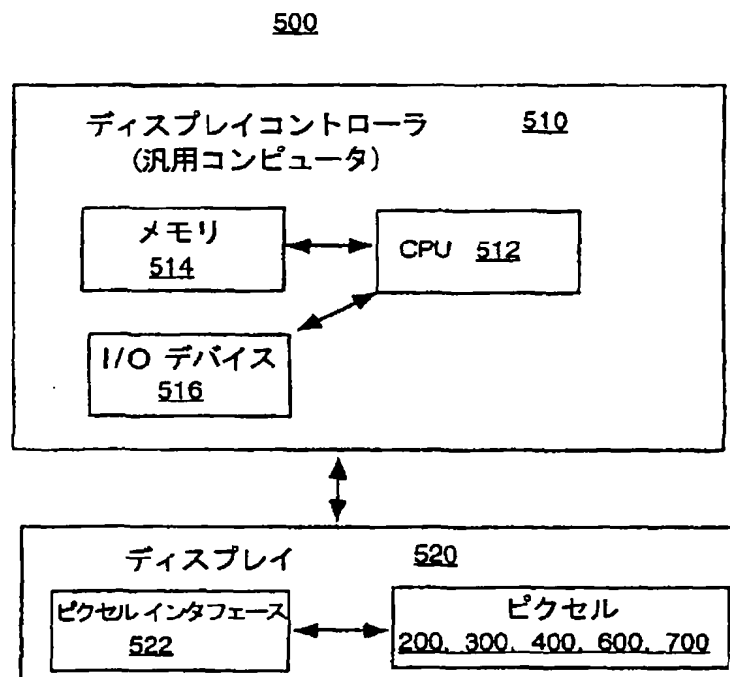 500
ディスプレイコントローラ 510
(汎用コンピュータ)
メモリ
514
CPU 512
I/O デバイス
516
ディスプレイ 520
ピクセル インタフェース
522
ピクセル
200, 300, 400, 600, 700